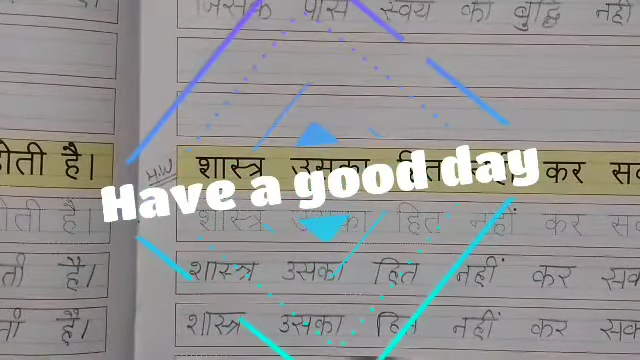 जिसके पास स्वयं की बुद्धि नहीं
होती है।
H.W
शास्त्र उसका हित नहीं कर सक
Have a good day
होती है।
शास्त्र उसका हित नहीं कर सक
ती है।
शास्त्र उसका हित नहीं कर सक
ती है।
शास्त्र उसका हित नहीं कर सक